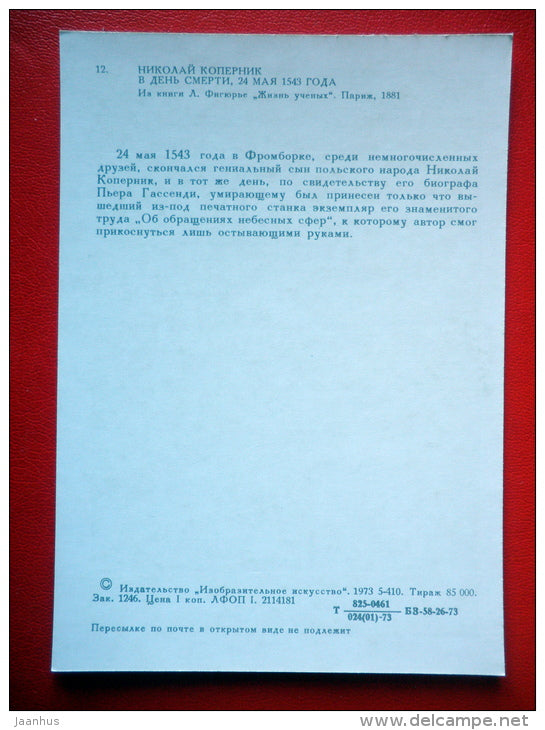 12. НИКОЛАЙ КОПЕРНИК
В ДЕНЬ СМЕРТИ, 24 МАЯ 1543 ГОДА
Из книги Л. Фигюрье „Жизнь ученых“. Париж, 1881
24 мая 1543 года в Фромборке, среди немногочисленных
друзей, скончался гениальный сын польского народа Николай
Коперник, и в тот же день, по свидетельству его биографа
Пьера Гассенди, умирающему был принесен только что вы-
шедший из-под печатного станка экземпляр его знаменитого
труда „Об обращениях небесных сфер“, к которому автор смог
прикоснуться лишь остывающими руками.
© Издательство „Изобразительное искусство“. 1973 5-410. Тираж 85 000.
Зак. 1246. Цена 1 коп. ЛФОП I. 2114181
Т 825-0461 / 024(01)-73 БЗ-58-26-73
Пересылке по почте в открытом виде не подлежит
jaanhus
www.delcampe.net